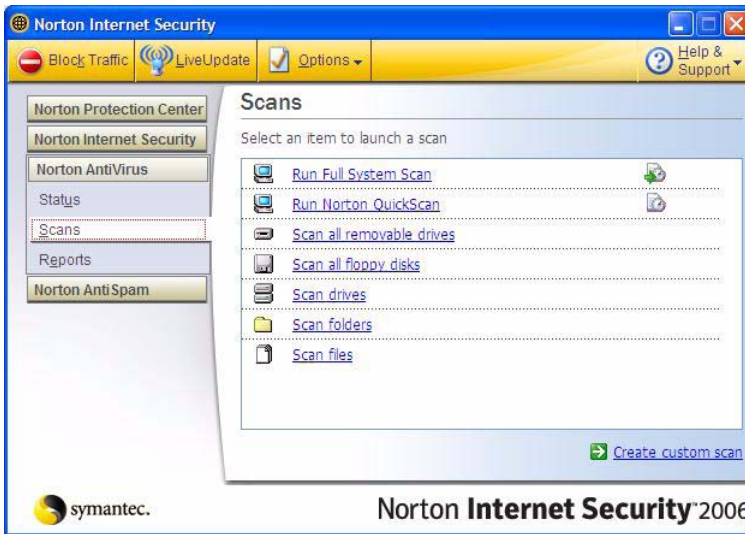 Norton Internet Security
Block Traffic LiveUpdate Options Help & Support
Norton Protection Center
Norton Internet Security
Norton AntiVirus
Status
Scans
Reports
Norton AntiSpam
Scans
Select an item to launch a scan
Run Full System Scan
Run Norton QuickScan
Scan all removable drives
Scan all floppy disks
Scan drives
Scan folders
Scan files
Create custom scan
symantec.
Norton Internet Security™ 2006